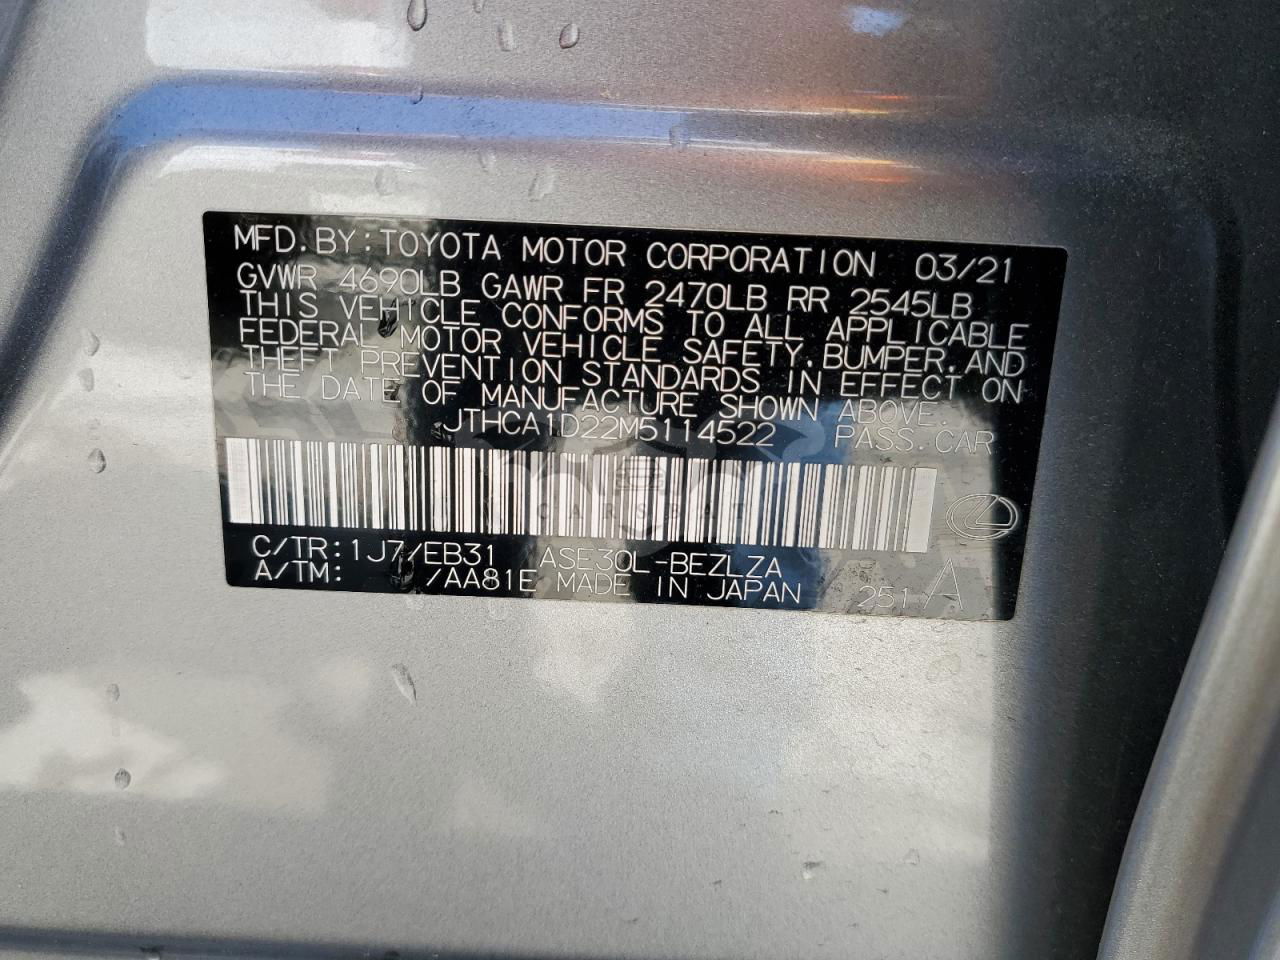 MFD. BY: TOYOTA MOTOR CORPORATION 03/21
GVWR 4690LB GAWR FR 2470LB RR 2545LB
THIS VEHICLE CONFORMS TO ALL APPLICABLE
FEDERAL MOTOR VEHICLE SAFETY, BUMPER, AND
THEFT PREVENTION STANDARDS IN EFFECT ON
THE DATE OF MANUFACTURE SHOWN ABOVE.
JTHCA1D22M5114522 PASS. CAR
CARSBAT
C/TR: 1J7/EB31 ASE30L-BEZLZA
A/TM: /AA81E MADE IN JAPAN 251 A